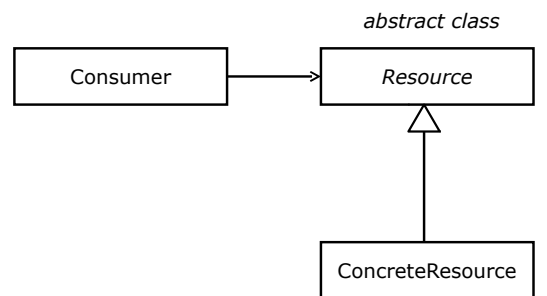 abstract class
Consumer
Resource
ConcreteResource